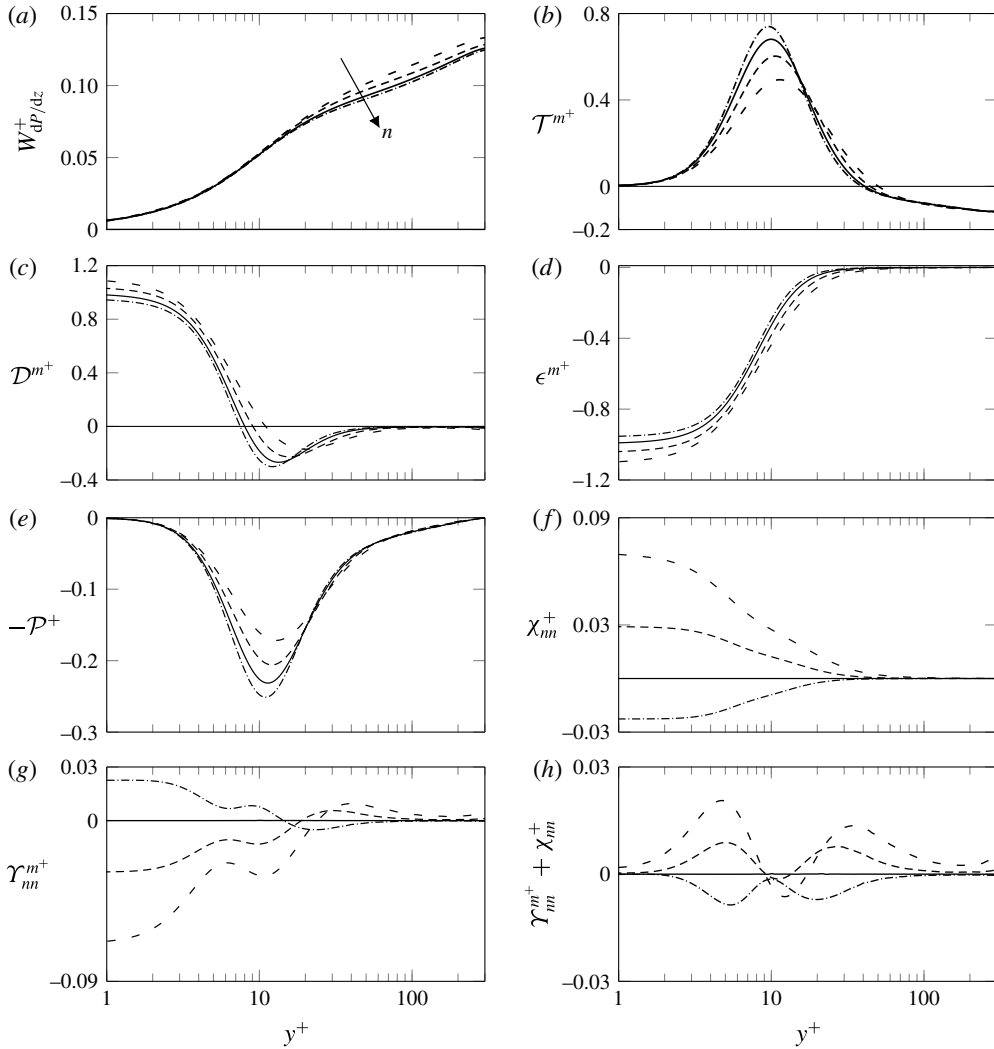 (a)
0.15
0.10
0.05
0
W⁺dP/dz
n
(b)
0.8
0.4
0
−0.2
𝒯ᵐ⁺
(c)
1.2
0.8
0.4
0
−0.4
𝒟ᵐ⁺
(d)
0
−0.4
−0.8
−1.2
ϵᵐ⁺
(e)
0
−0.1
−0.2
−0.3
−𝒫⁺
(f)
0.09
0.03
−0.03
χ⁺nn
(g)
0.03
0
−0.09
ϒᵐ⁺nn
1 10 100
y⁺
(h)
0.03
0
−0.03
ϒᵐ⁺nn + χ⁺nn
1 10 100
y⁺